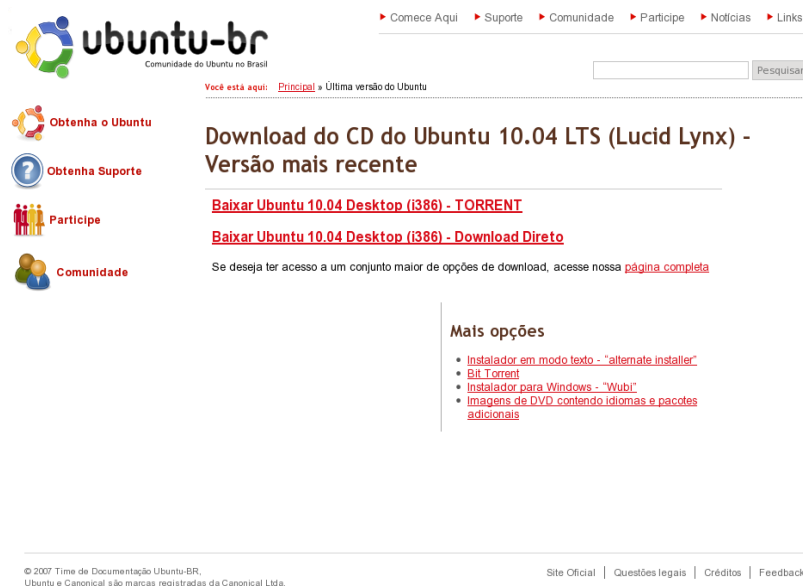 Comece Aqui Suporte Comunidade Participe Notícias Links
ubuntu-br
Comunidade do Ubuntu no Brasil
Pesquisar
Você está aqui: Principal » Última versão do Ubuntu
Obtenha o Ubuntu
Obtenha Suporte
Participe
Comunidade
Download do CD do Ubuntu 10.04 LTS (Lucid Lynx) -
Versão mais recente
Baixar Ubuntu 10.04 Desktop (i386) - TORRENT
Baixar Ubuntu 10.04 Desktop (i386) - Download Direto
Se deseja ter acesso a um conjunto maior de opções de download, acesse nossa página completa
Mais opções
Instalador em modo texto - "alternate installer"
Bit Torrent
Instalador para Windows - "Wubi"
Imagens de DVD contendo idiomas e pacotes
adicionais
© 2007 Time de Documentação Ubuntu-BR,
Ubuntu e Canonical são marcas registradas da Canonical Ltda.
Site Oficial Questões legais Créditos Feedback